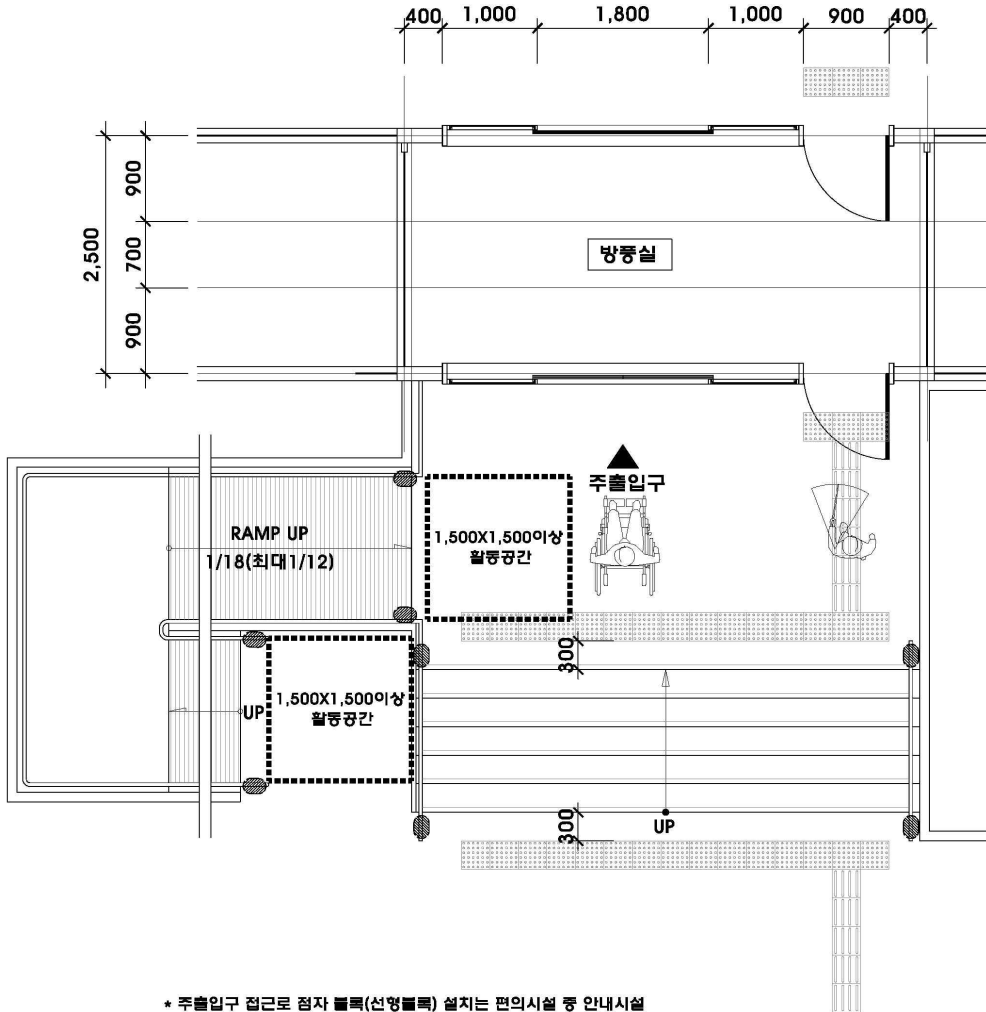 400 1,000 1,800 1,000 900 400
900
2,500
700
900
방풍실
주출입구
RAMP UP
1/18(최대1/12)
1,500X1,500이상
활동공간
300
UP
1,500X1,500이상
활동공간
300
UP
* 주출입구 접근로 점자 블록(선형블록) 설치는 편의시설 중 안내시설